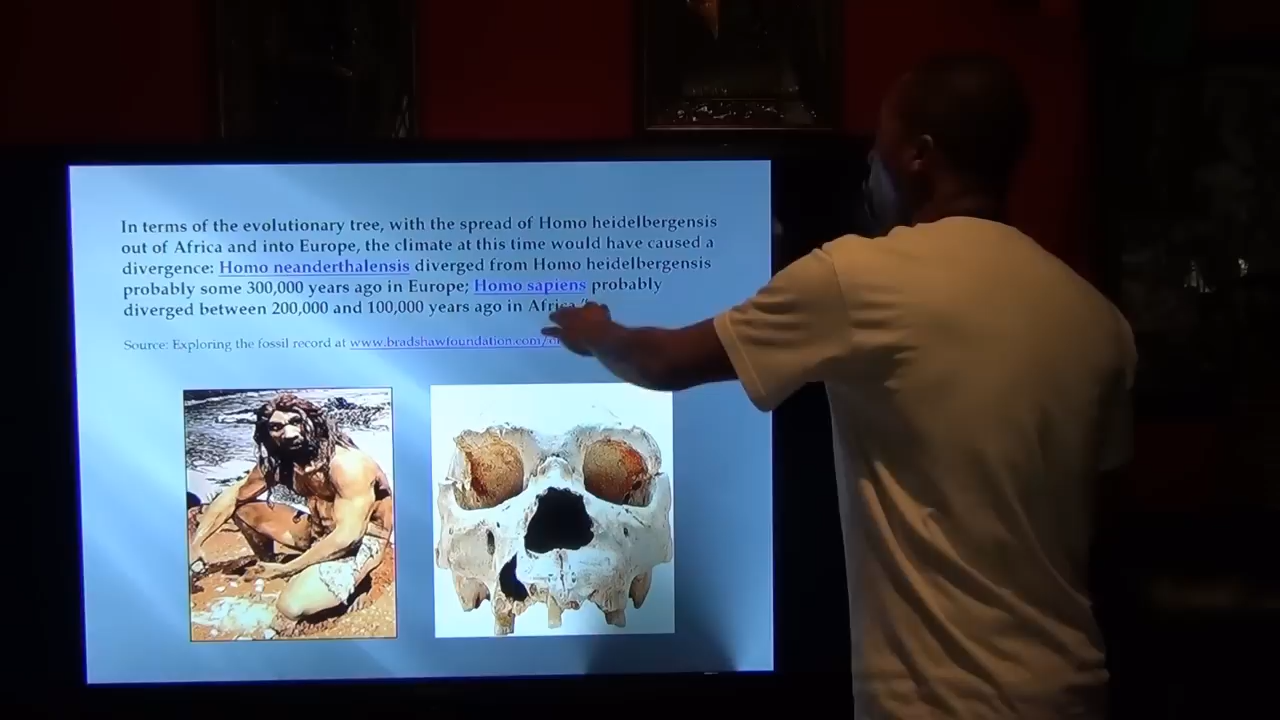 In terms of the evolutionary tree, with the spread of Homo heidelbergensis
out of Africa and into Europe, the climate at this time would have caused a
divergence: Homo neanderthalensis diverged from Homo heidelbergensis
probably some 300,000 years ago in Europe; Homo sapiens probably
diverged between 200,000 and 100,000 years ago in Africa."
Source: Exploring the fossil record at www.bradshawfoundation.com/